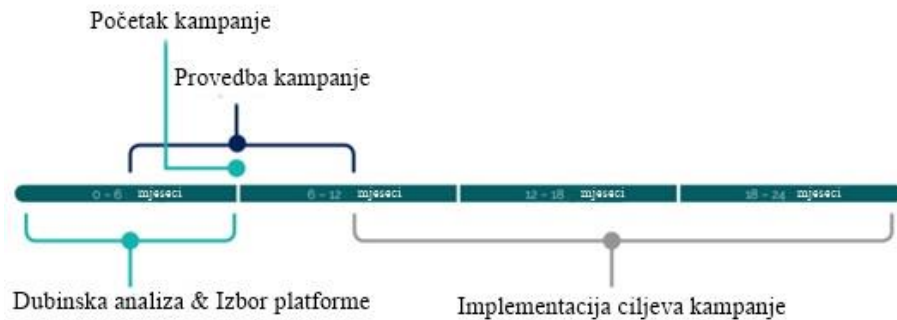 Početak kampanje
Provedba kampanje
0 – 6 mjeseci
6 – 12 mjeseci
12 – 18 mjeseci
18 – 24 mjeseci
Dubinska analiza & Izbor platforme
Implementacija ciljeva kampanje